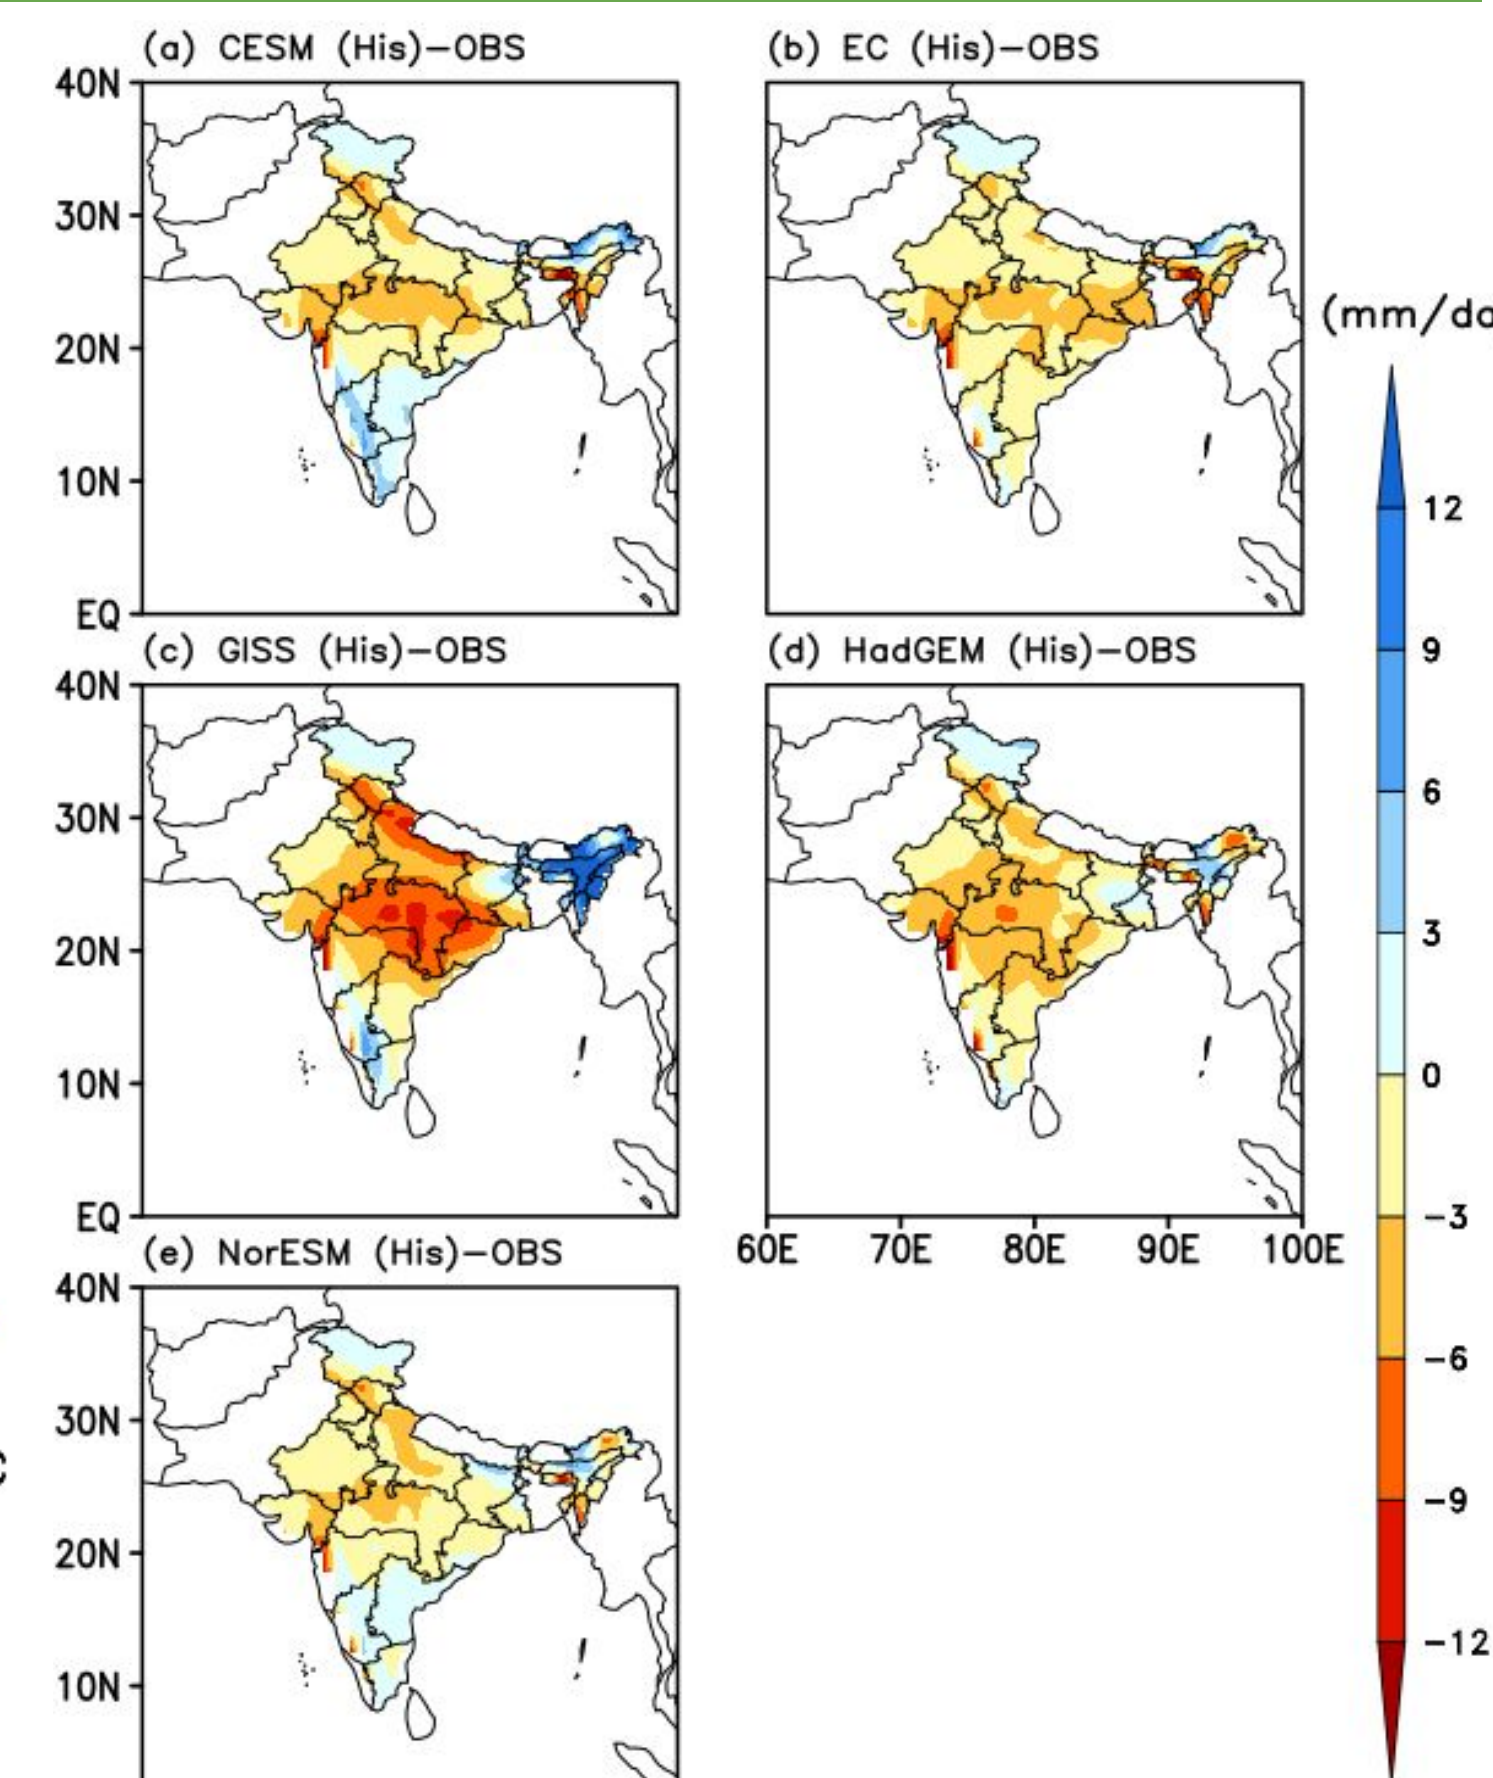 (a) CESM (His)−OBS
40N
30N
20N
10N
EQ
(b) EC (His)−OBS
(c) GISS (His)−OBS
40N
30N
20N
10N
EQ
(d) HadGEM (His)−OBS
60E 70E 80E 90E 100E
(e) NorESM (His)−OBS
40N
30N
20N
10N
(mm/da
12
9
6
3
0
−3
−6
−9
−12